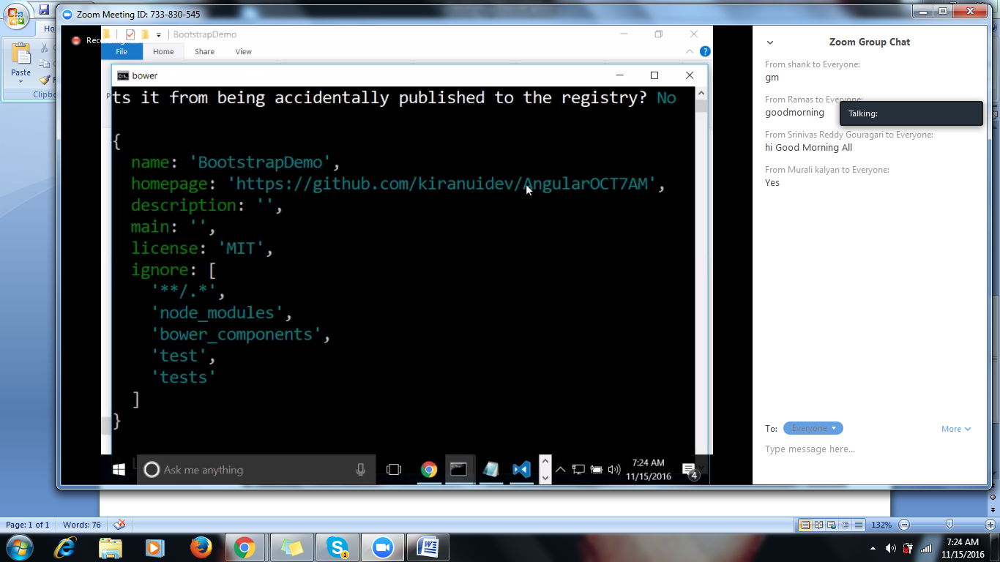 Zoom Meeting ID: 733-830-545
Paste
BootstrapDemo
File
Home
Share
View
bower
ts it from being accidentally published to the registry? No
{
name: 'BootstrapDemo',
homepage: 'https://github.com/kiranuidev/AngularOCT7AM',
description: '',
main: '',
license: 'MIT',
ignore: [
'**/.*',
'node_modules',
'bower_components',
'test',
'tests'
]
}
Ask me anything
7:24 AM
11/15/2016
4
Zoom Group Chat
From shank to Everyone:
gm
From Ramas to Everyone:
goodmorning
Talking:
From Srinivas Reddy Gouragari to Everyone:
hi Good Morning All
From Murali kalyan to Everyone:
Yes
To:
Everyone
More
Type message here...
Page: 1 of 1
Words: 76
132%
1
7:24 AM
11/15/2016